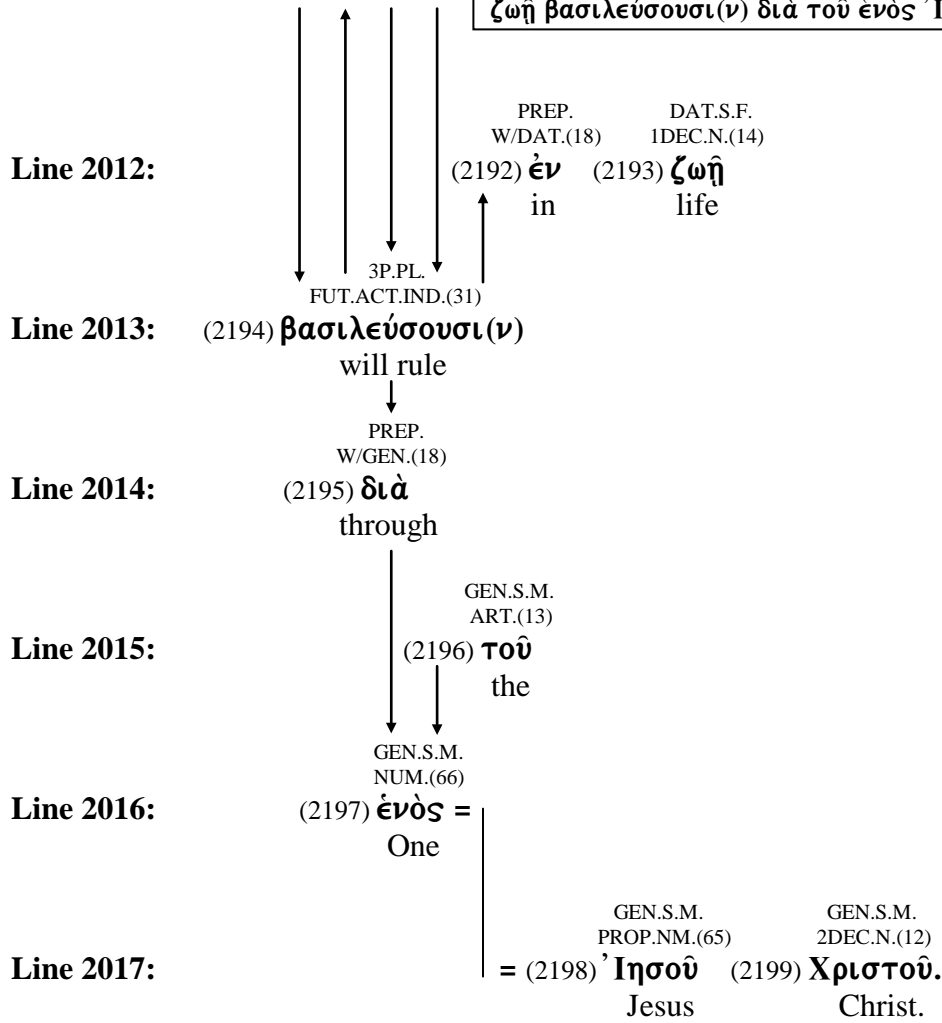 ζωῇ βασιλεύσουσι(ν) διὰ τοῦ ἑνὸς
PREP. DAT.S.F.
W/DAT.(18) 1DEC.N.(14)
Line 2012: (2192) ἐν (2193) ζωῇ
in life
3P.PL.
FUT.ACT.IND.(31)
Line 2013: (2194) βασιλεύσουσι(ν)
will rule
PREP.
W/GEN.(18)
Line 2014: (2195) διὰ
through
GEN.S.M.
ART.(13)
Line 2015: (2196) τοῦ
the
GEN.S.M.
NUM.(66)
Line 2016: (2197) ἑνὸς =
One
GEN.S.M. GEN.S.M.
PROP.NM.(65) 2DEC.N.(12)
Line 2017: = (2198) Ἰησοῦ (2199) Χριστοῦ.
Jesus Christ.